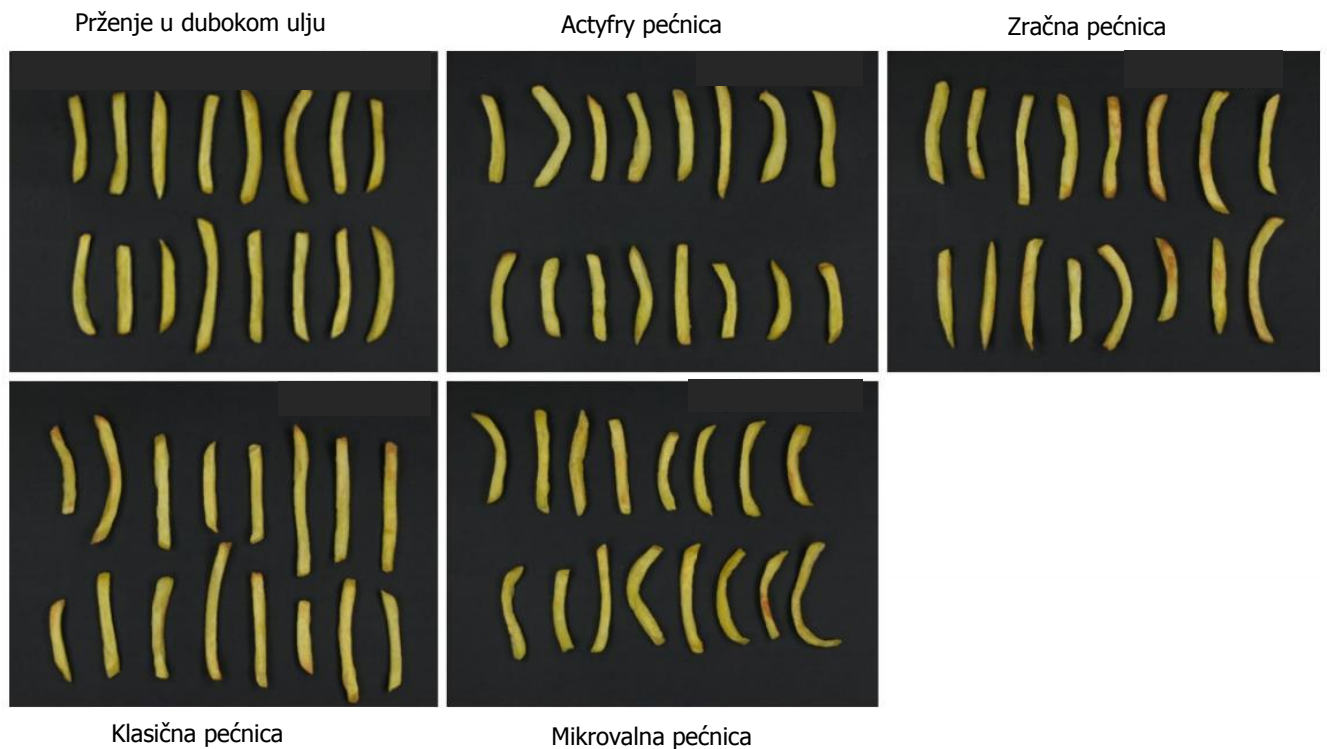 Prženje u dubokom ulju
Actyfry pećnica
Zračna pećnica
Klasična pećnica
Mikrovalna pećnica